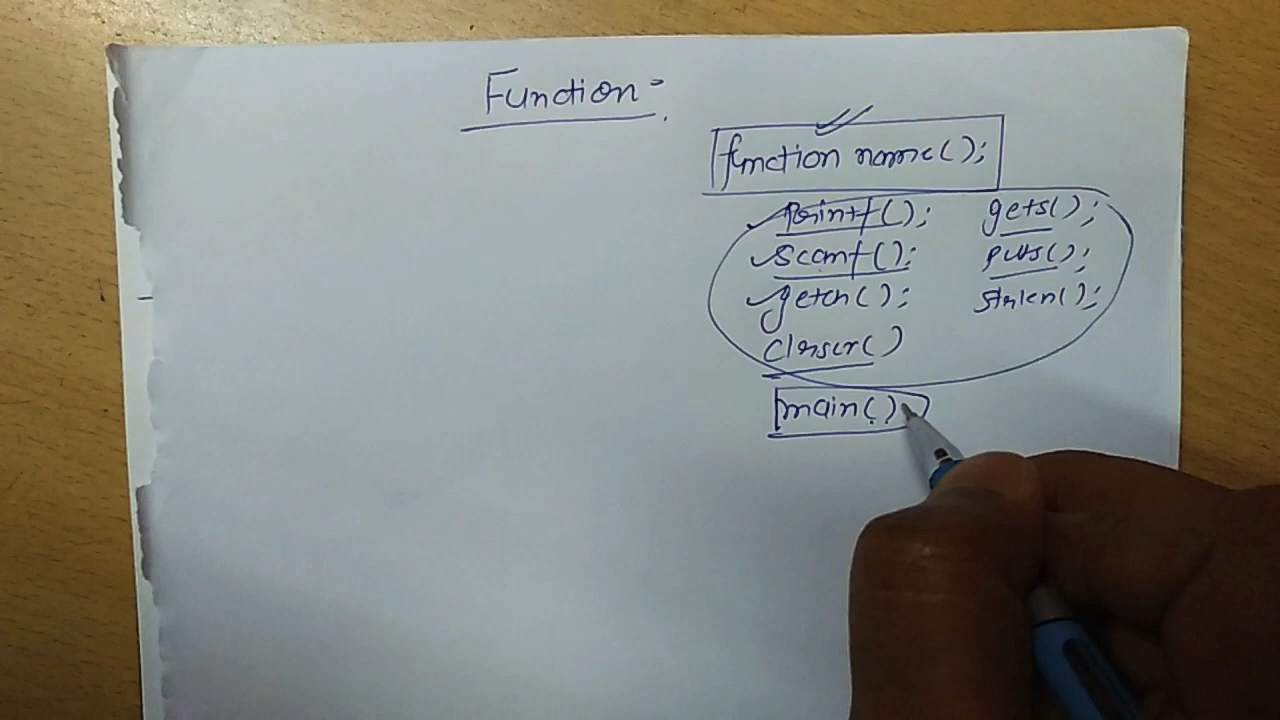 Function:
function name();
printf(); gets();
scanf(); puts();
getch(); strlen();
clrscr()
main()